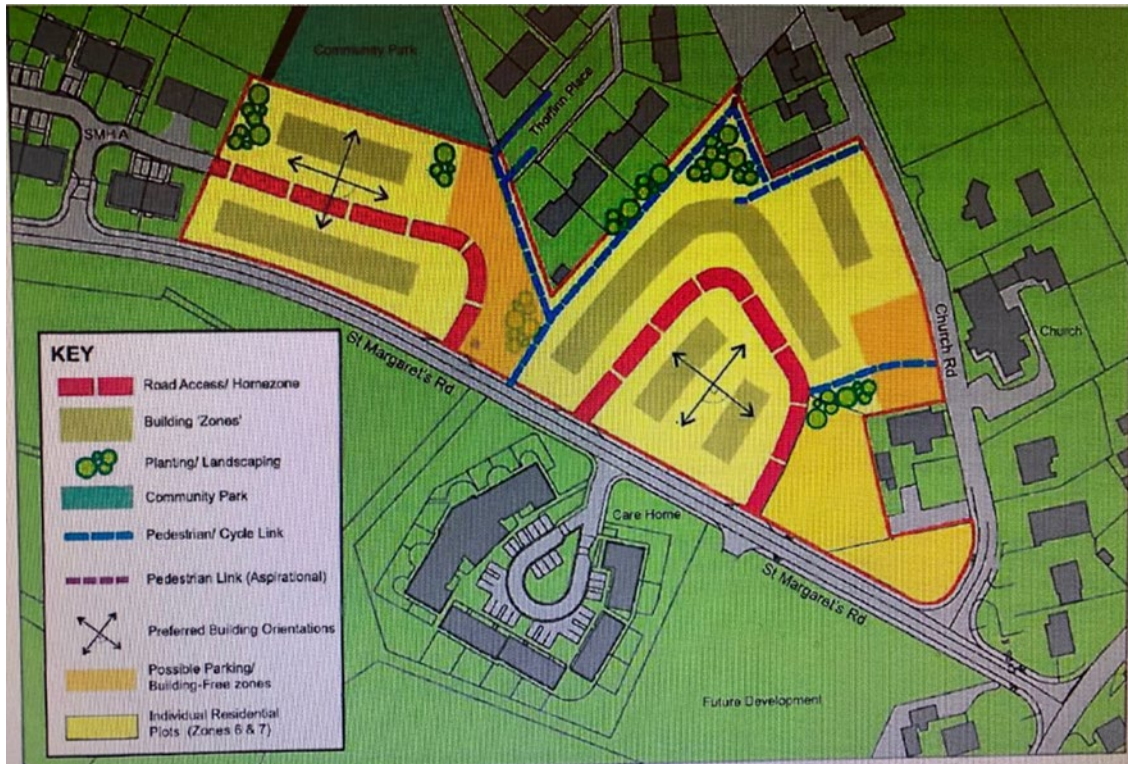 Community Park
Thorfinn Place
SMHA
St Margaret's Rd
Church Rd
Church
Care Home
St Margaret's Rd
Future Development
KEY
Road Access/ Homezone
Building 'Zones'
Planting/ Landscaping
Community Park
Pedestrian/ Cycle Link
Pedestrian Link (Aspirational)
Preferred Building Orientations
Possible Parking/
Building-Free zones
Individual Residential
Plots (Zones 6 & 7)